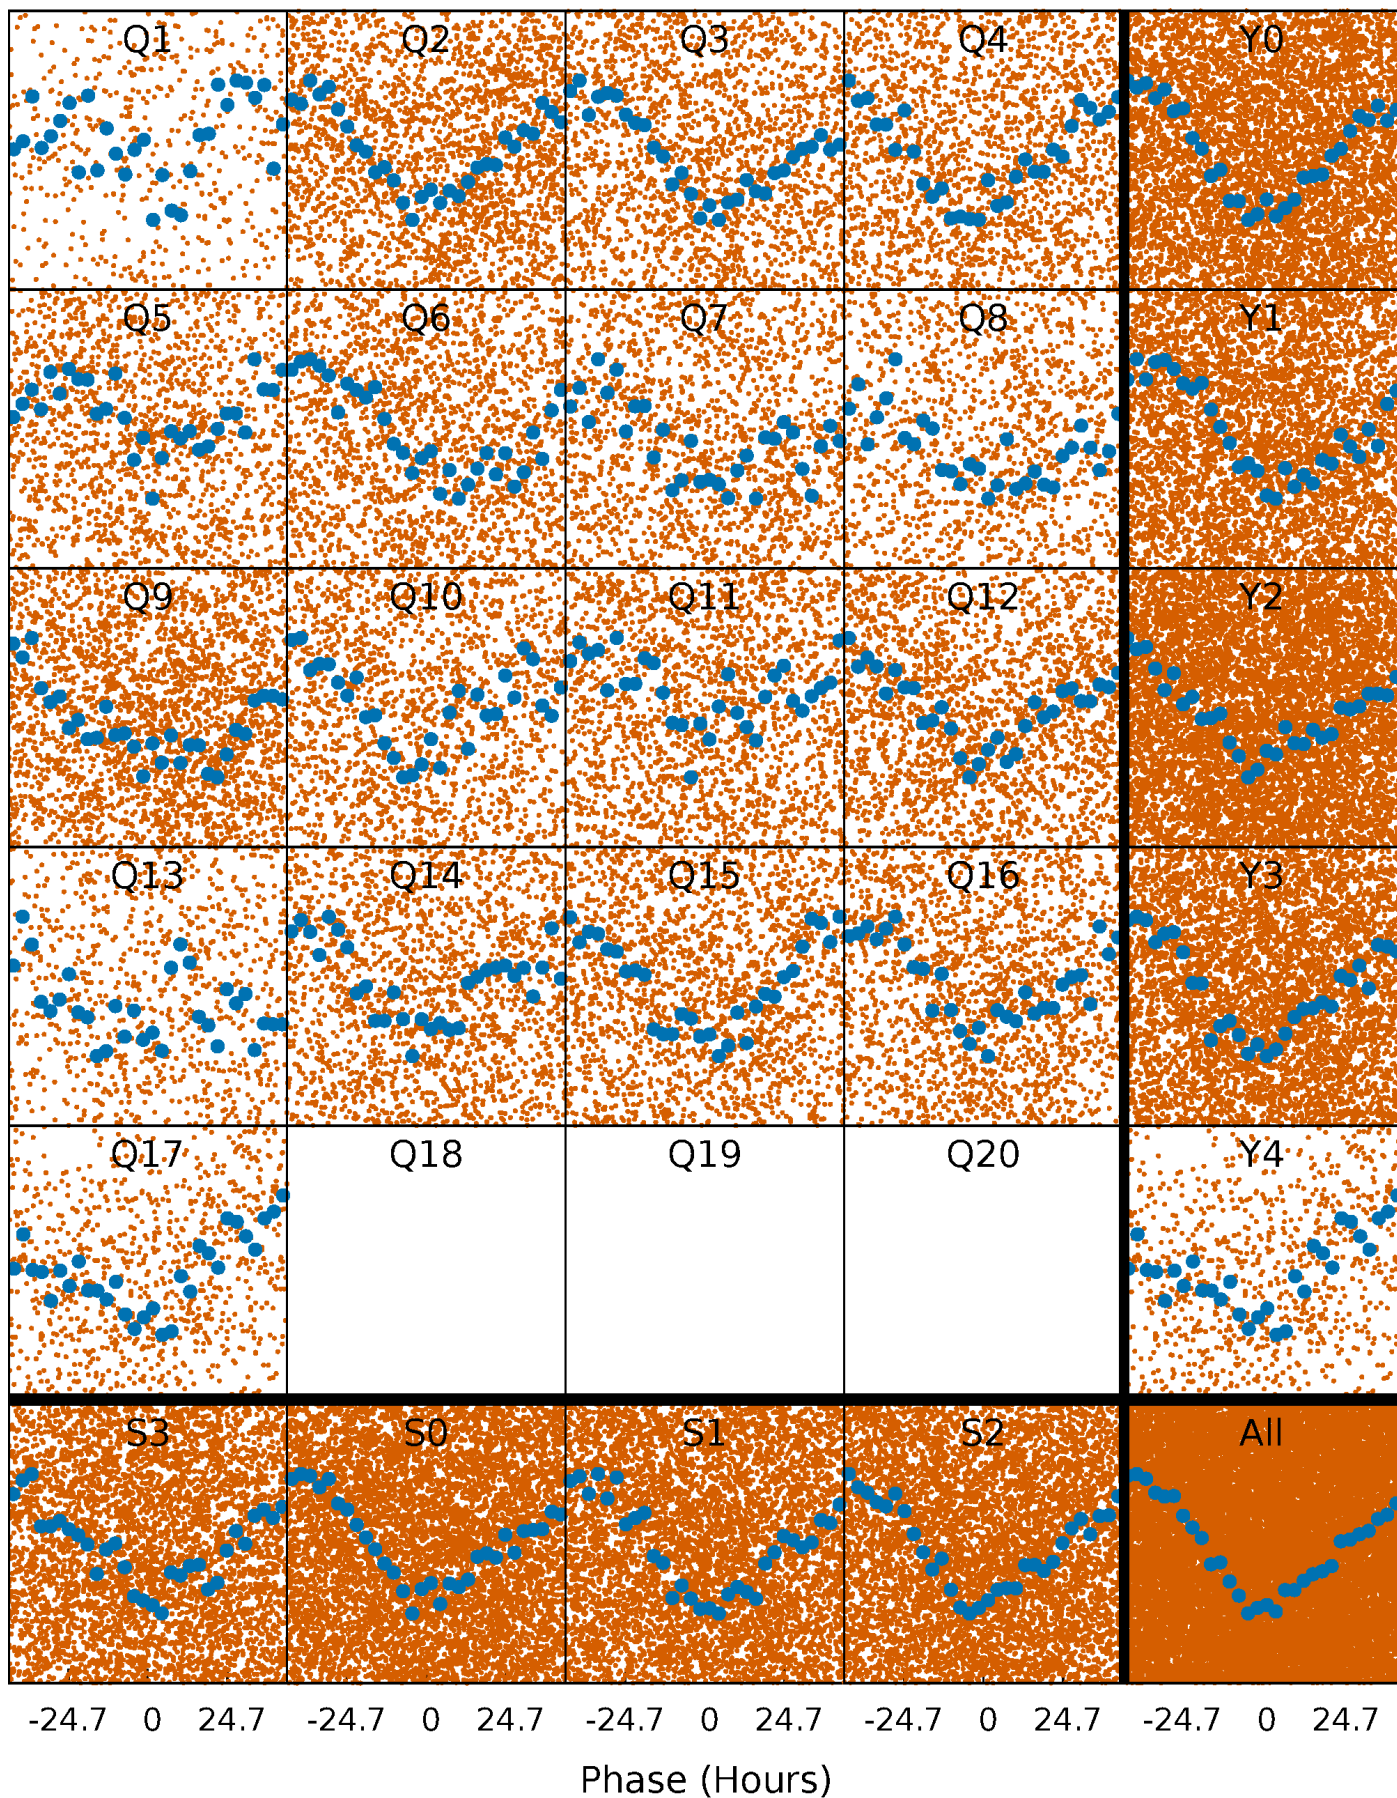 Q1 Q2 Q3 Q4 Y0
Q5 Q6 Q7 Q8 Y1
Q9 Q10 Q11 Q12 Y2
Q13 Q14 Q15 Q16 Y3
Q17 Q18 Q19 Q20 Y4
S3 S0 S1 S2 All
-24.7 0 24.7 -24.7 0 24.7 -24.7 0 24.7 -24.7 0 24.7 -24.7 0 24.7
Phase (Hours)